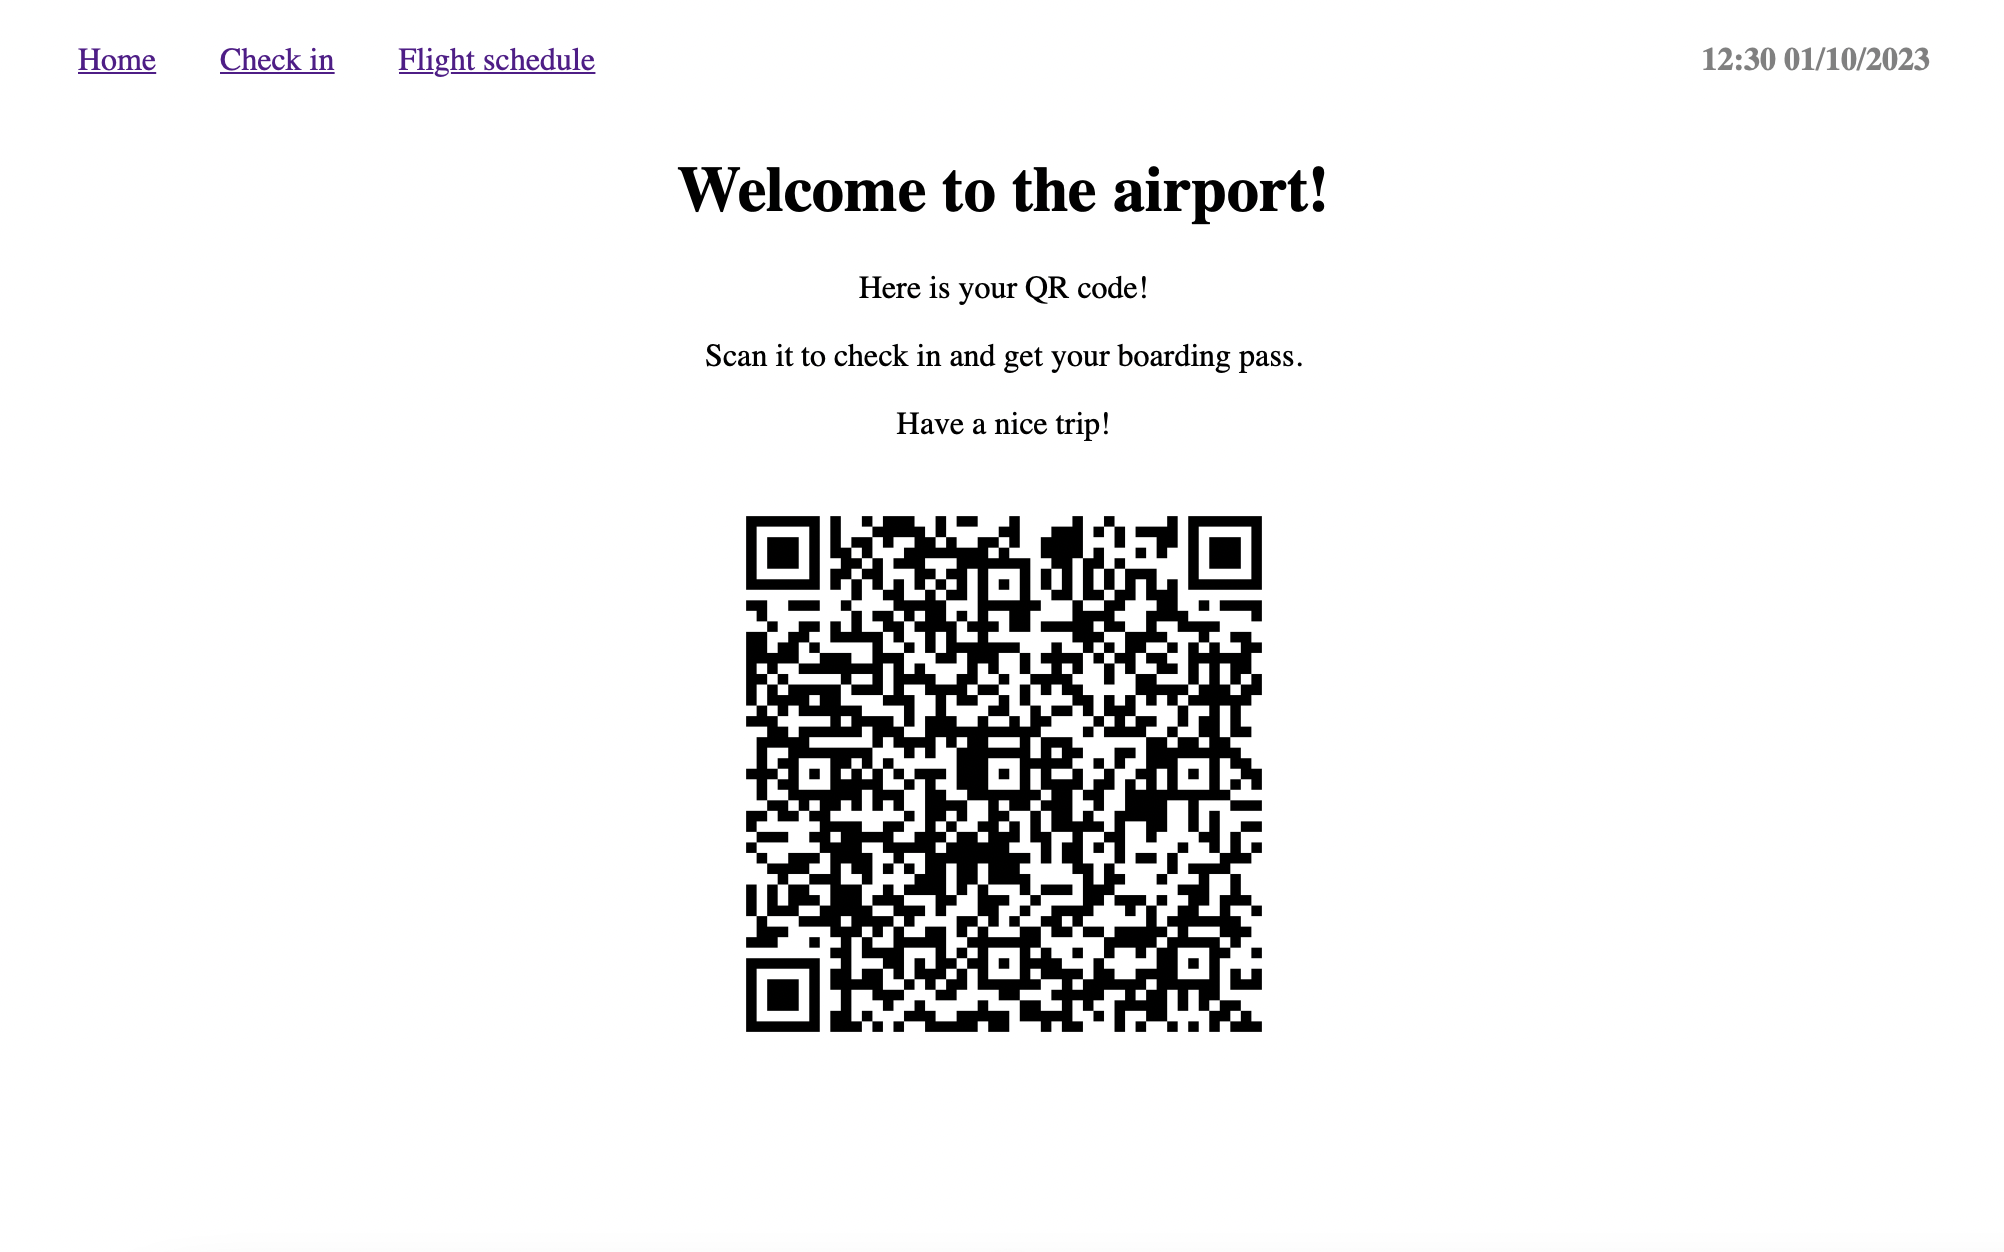 Home Check in Flight schedule 12:30 01/10/2023
Welcome to the airport!
Here is your QR code!
Scan it to check in and get your boarding pass.
Have a nice trip!